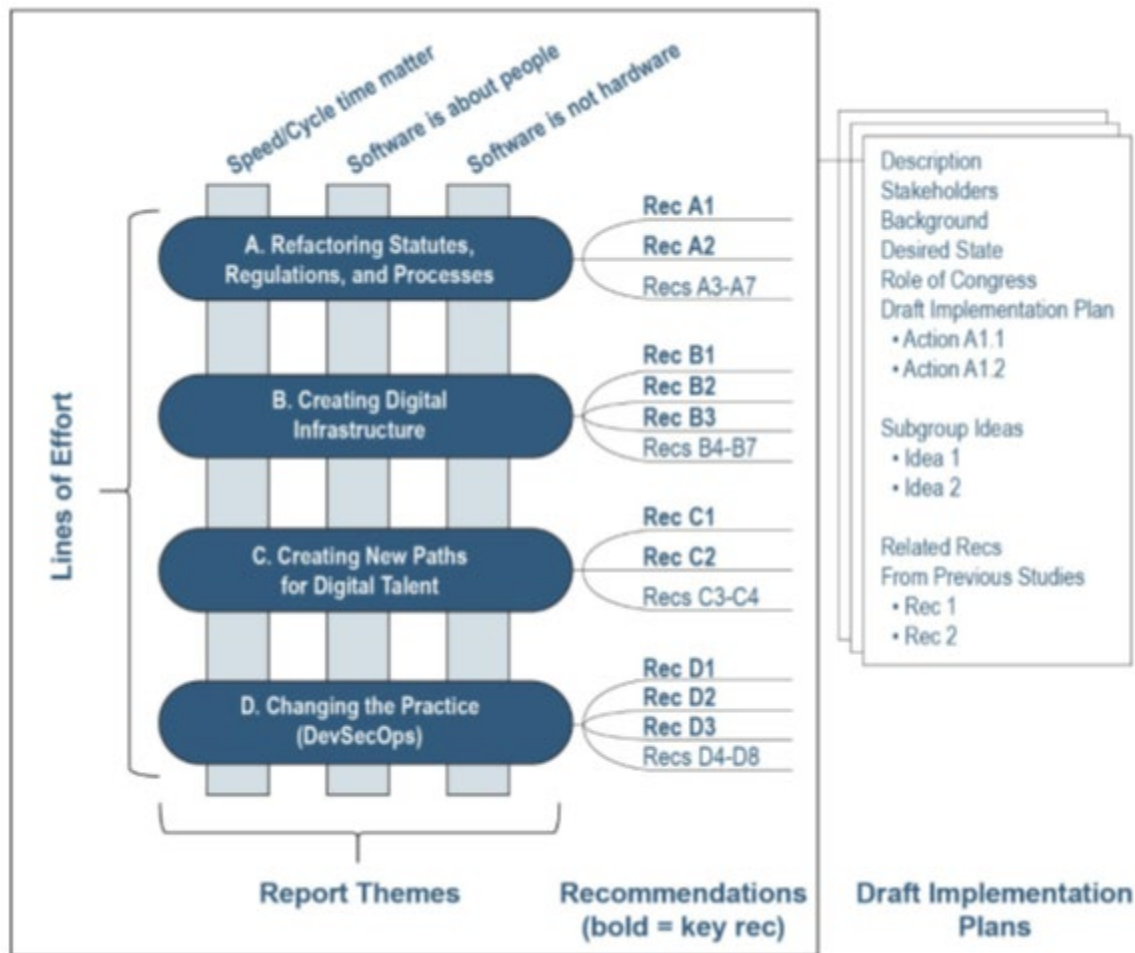 Speed/Cycle time matter
Software is about people
Software is not hardware
Lines of Effort
A. Refactoring Statutes,
Regulations, and Processes
Rec A1
Rec A2
Recs A3-A7
B. Creating Digital
Infrastructure
Rec B1
Rec B2
Rec B3
Recs B4-B7
C. Creating New Paths
for Digital Talent
Rec C1
Rec C2
Recs C3-C4
D. Changing the Practice
(DevSecOps)
Rec D1
Rec D2
Rec D3
Recs D4-D8
Report Themes
Recommendations
(bold = key rec)
Description
Stakeholders
Background
Desired State
Role of Congress
Draft Implementation Plan
• Action A1.1
• Action A1.2
Subgroup Ideas
• Idea 1
• Idea 2
Related Recs
From Previous Studies
• Rec 1
• Rec 2
Draft Implementation
Plans